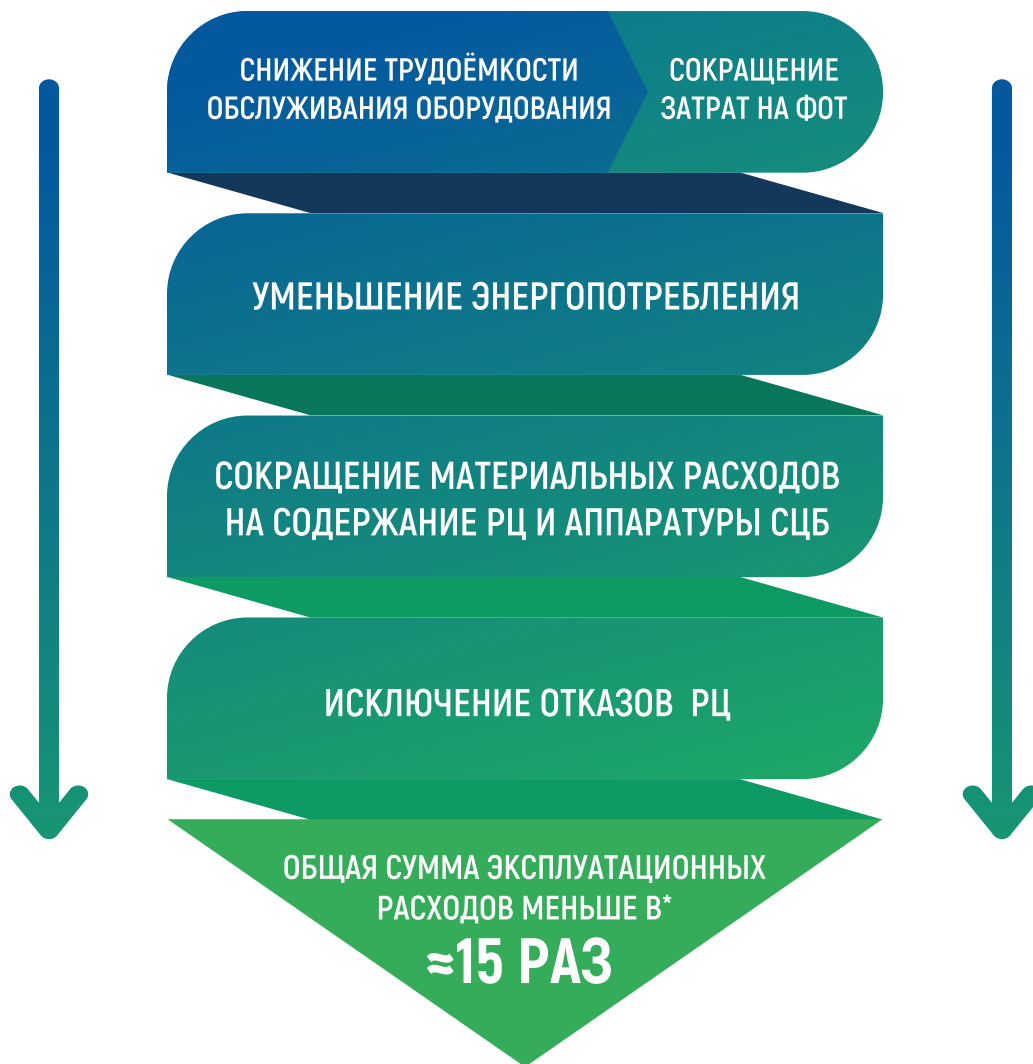 СНИЖЕНИЕ ТРУДОЁМКОСТИ
ОБСЛУЖИВАНИЯ ОБОРУДОВАНИЯ
СОКРАЩЕНИЕ
ЗАТРАТ НА ФОТ
УМЕНЬШЕНИЕ ЭНЕРГОПОТРЕБЛЕНИЯ
СОКРАЩЕНИЕ МАТЕРИАЛЬНЫХ РАСХОДОВ
НА СОДЕРЖАНИЕ РЦ И АППАРАТУРЫ СЦБ
ИСКЛЮЧЕНИЕ ОТКАЗОВ РЦ
ОБЩАЯ СУММА ЭКСПЛУАТАЦИОННЫХ
РАСХОДОВ МЕНЬШЕ В*
≈15 РАЗ